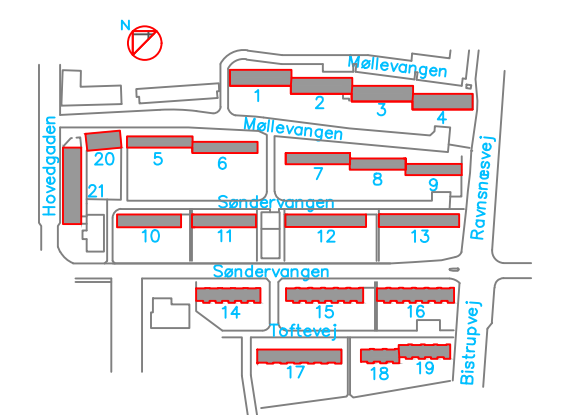 N
Møllevangen
1
2
3
4
Hovedgaden
Møllevangen
20
5
6
7
8
9
21
Søndervangen
Ravnsnæsvej
10
11
12
13
Søndervangen
14
15
16
Toftevej
Bistrupvej
17
18
19